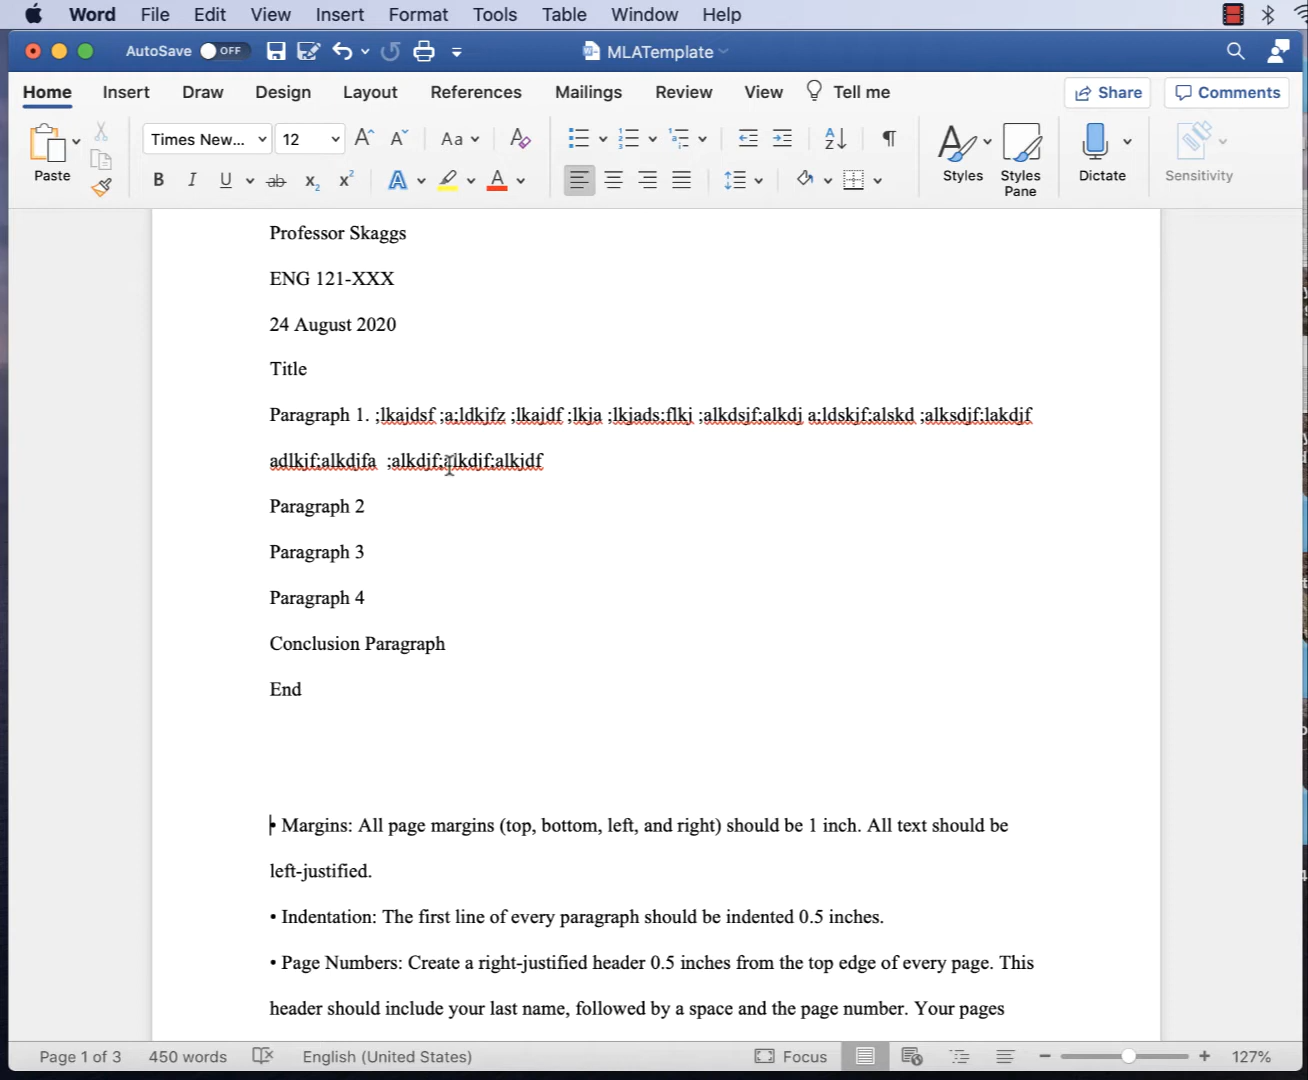 Word File Edit View Insert Format Tools Table Window Help
AutoSave OFF MLATemplate
Home Insert Draw Design Layout References Mailings Review View Tell me Share Comments
Times New... 12 Aa
Paste Styles Styles Pane Dictate Sensitivity
Professor Skaggs
ENG 121-XXX
24 August 2020
Title
Paragraph 1. ;lkajdsf ;a;ldkjfz ;lkajdf ;lkja ;lkjads;flkj ;alkdsjf;alkdj a;ldskjf;alskd ;alksdjf;lakdjf
adlkjf;alkdjfa ;alkdjf;alkdjf;alkjdf
Paragraph 2
Paragraph 3
Paragraph 4
Conclusion Paragraph
End
• Margins: All page margins (top, bottom, left, and right) should be 1 inch. All text should be
left-justified.
• Indentation: The first line of every paragraph should be indented 0.5 inches.
• Page Numbers: Create a right-justified header 0.5 inches from the top edge of every page. This
header should include your last name, followed by a space and the page number. Your pages
Page 1 of 3 450 words English (United States) Focus 127%